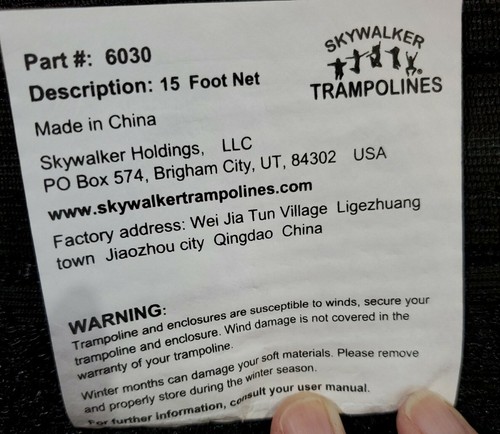 Part #: 6030
Description: 15 Foot Net
SKYWALKER
TRAMPOLINES
Made in China
Skywalker Holdings, LLC
PO Box 574, Brigham City, UT, 84302 USA
www.skywalkertrampolines.com
Factory address: Wei Jia Tun Village Ligezhuang
town Jiaozhou city Qingdao China
WARNING:
Trampoline and enclosures are susceptible to winds, secure your
trampoline and enclosure. Wind damage is not covered in the
warranty of your trampoline.
Winter months can damage your soft materials. Please remove
and properly store during the winter season.
For further information, consult your user manual.